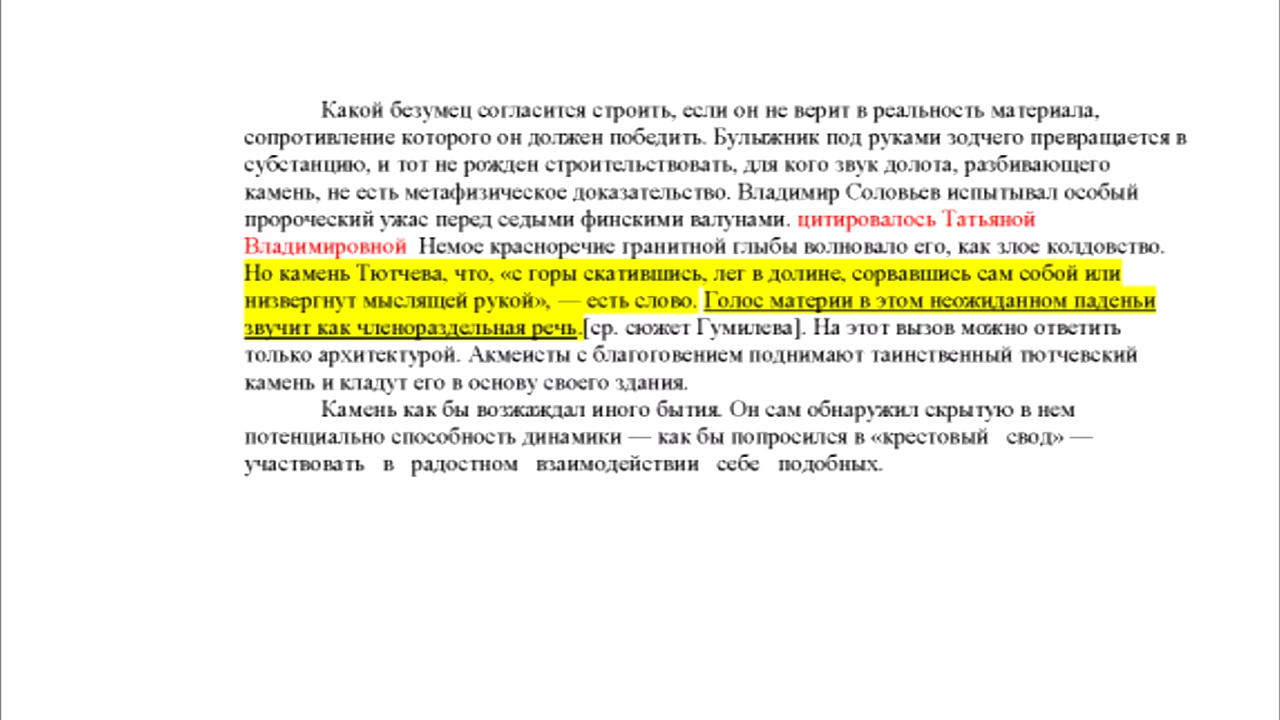 Какой безумец согласится строить, если он не верит в реальность материала,
сопротивление которого он должен победить. Булыжник под руками зодчего превращается в
субстанцию, и тот не рожден строительствовать, для кого звук долота, разбивающего
камень, не есть метафизическое доказательство. Владимир Соловьев испытывал особый
пророческий ужас перед седыми финскими валунами. цитировалось Татьяной
Владимировной Немое красноречие гранитной глыбы волновало его, как злое колдовство.
Но камень Тютчева, что, «с горы скатившись, лег в долине, сорвавшись сам собой или
низвергнут мыслящей рукой», — есть слово. Голос материи в этом неожиданном паденьи
звучит как членораздельная речь.[ср. сюжет Гумилева]. На этот вызов можно ответить
только архитектурой. Акмеисты с благоговением поднимают таинственный тютчевский
камень и кладут его в основу своего здания.
Камень как бы возжаждал иного бытия. Он сам обнаружил скрытую в нем
потенциально способность динамики — как бы попросился в «крестовый свод» —
участвовать в радостном взаимодействии себе подобных.